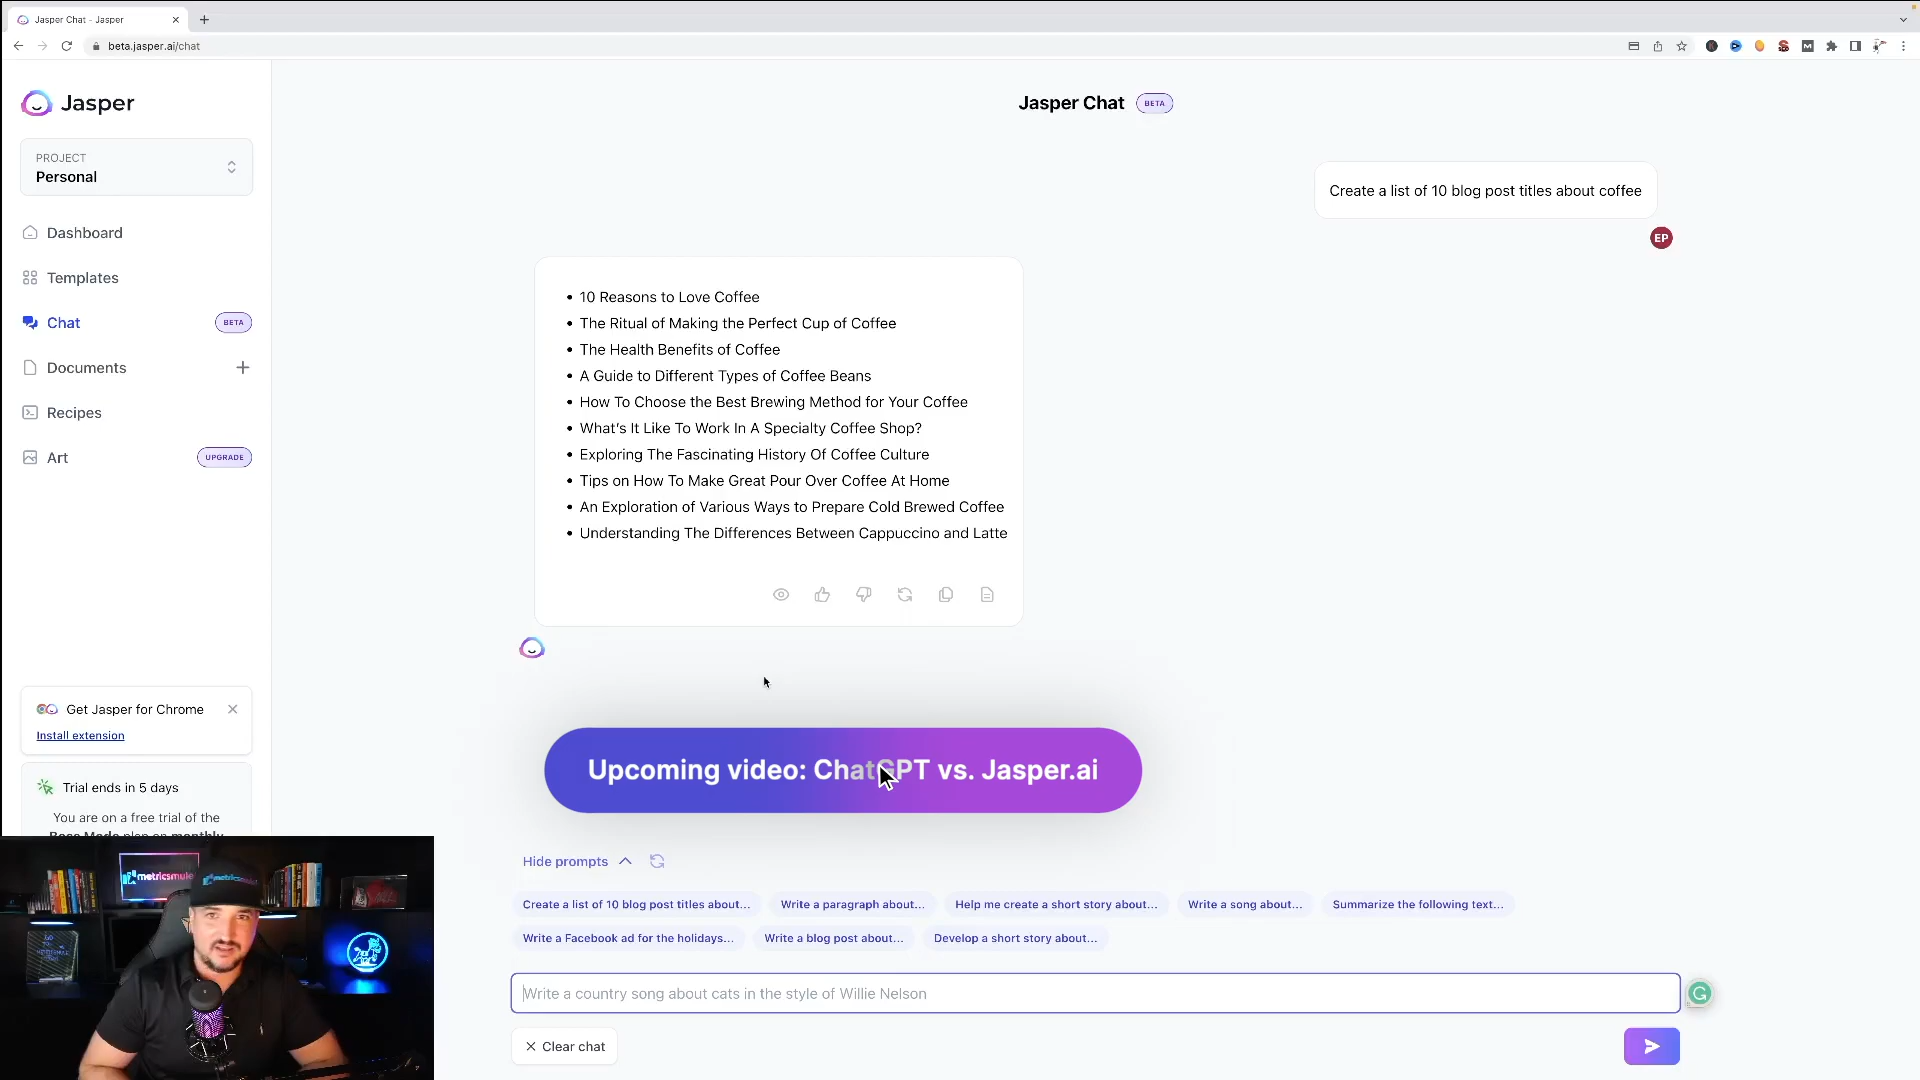 Jasper Chat - Jasper
beta.jasper.ai/chat
Jasper
PROJECT
Personal
Dashboard
Templates
Chat
BETA
Documents
Recipes
Art
UPGRADE
Get Jasper for Chrome
Install extension
Trial ends in 5 days
You are on a free trial of the
Boss Mode plan on monthly
Jasper Chat
BETA
Create a list of 10 blog post titles about coffee
EP
• 10 Reasons to Love Coffee
• The Ritual of Making the Perfect Cup of Coffee
• The Health Benefits of Coffee
• A Guide to Different Types of Coffee Beans
• How To Choose the Best Brewing Method for Your Coffee
• What's It Like To Work In A Specialty Coffee Shop?
• Exploring The Fascinating History Of Coffee Culture
• Tips on How To Make Great Pour Over Coffee At Home
• An Exploration of Various Ways to Prepare Cold Brewed Coffee
• Understanding The Differences Between Cappuccino and Latte
Upcoming video: ChatGPT vs. Jasper.ai
Hide prompts
Create a list of 10 blog post titles about...
Write a paragraph about...
Help me create a short story about...
Write a song about...
Summarize the following text...
Write a Facebook ad for the holidays...
Write a blog post about...
Develop a short story about...
Write a country song about cats in the style of Willie Nelson
Clear chat
metricsmule